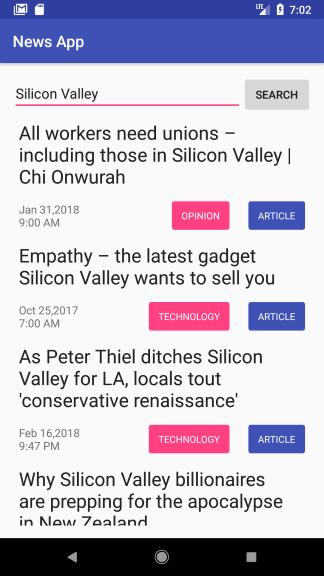 LTE 7:02
News App
Silicon Valley SEARCH
All workers need unions –
including those in Silicon Valley |
Chi Onwurah
Jan 31,2018
9:00 AM
OPINION ARTICLE
Empathy – the latest gadget
Silicon Valley wants to sell you
Oct 25,2017
7:00 AM
TECHNOLOGY ARTICLE
As Peter Thiel ditches Silicon
Valley for LA, locals tout
'conservative renaissance'
Feb 16,2018
9:47 PM
TECHNOLOGY ARTICLE
Why Silicon Valley billionaires
are prepping for the apocalypse
in New Zealand